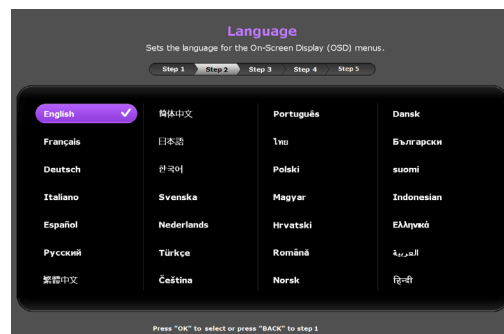 Language
Sets the language for the On-Screen Display (OSD) menus.
Step 1 Step 2 Step 3 Step 4 Step 5
English 简体中文 Português Dansk
Français 日本語 ไทย Български
Deutsch 한국어 Polski suomi
Italiano Svenska Magyar Indonesian
Español Nederlands Hrvatski Ελληνικά
Русский Türkçe Română العربية
繁體中文 Čeština Norsk हिन्दी
Press "OK" to select or press "BACK" to step 1